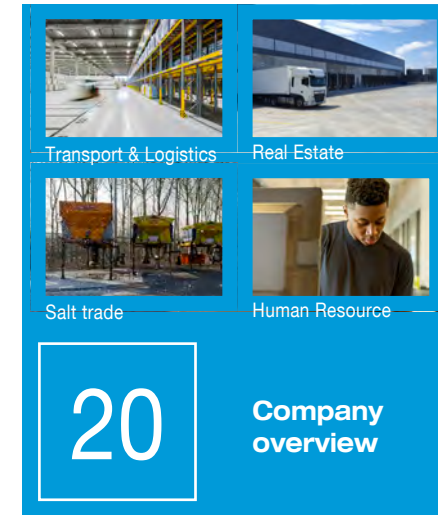 Transport & Logistics
Real Estate
Salt trade
Human Resource
20
Company
overview